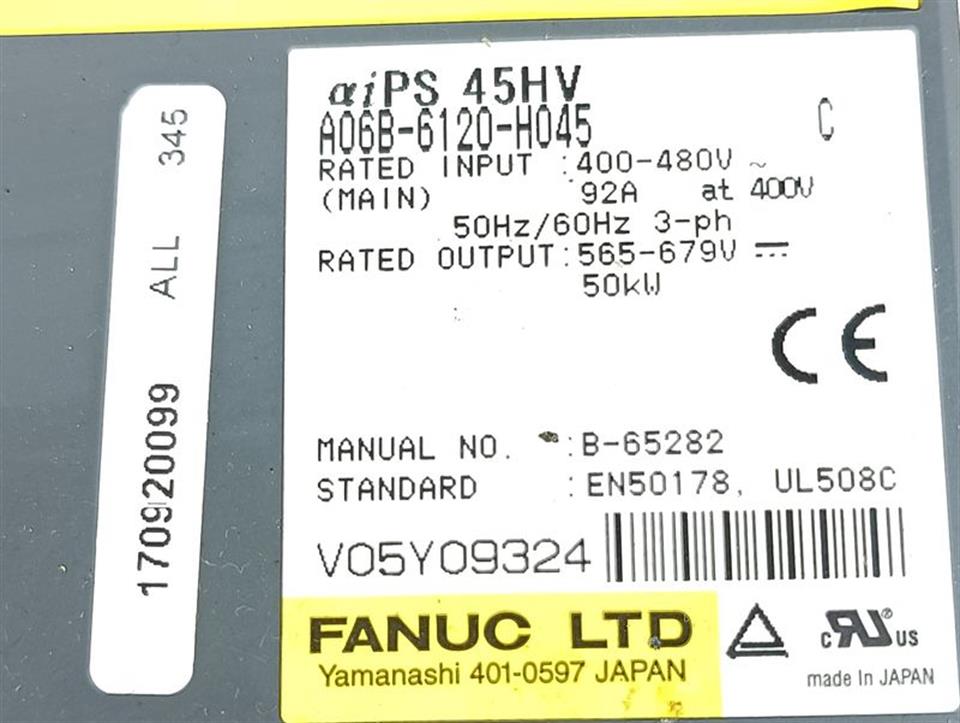 αiPS 45HV
A06B-6120-H045 C
RATED INPUT :400-480V ~
(MAIN) 92A at 400V
50Hz/60Hz 3-ph
RATED OUTPUT:565-679V ⎓
50kW
CE
MANUAL NO. :B-65282
STANDARD :EN50178, UL508C
V05Y09324
FANUC LTD
Yamanashi 401-0597 JAPAN
c RU® US
made in JAPAN
170920099 ALL 345